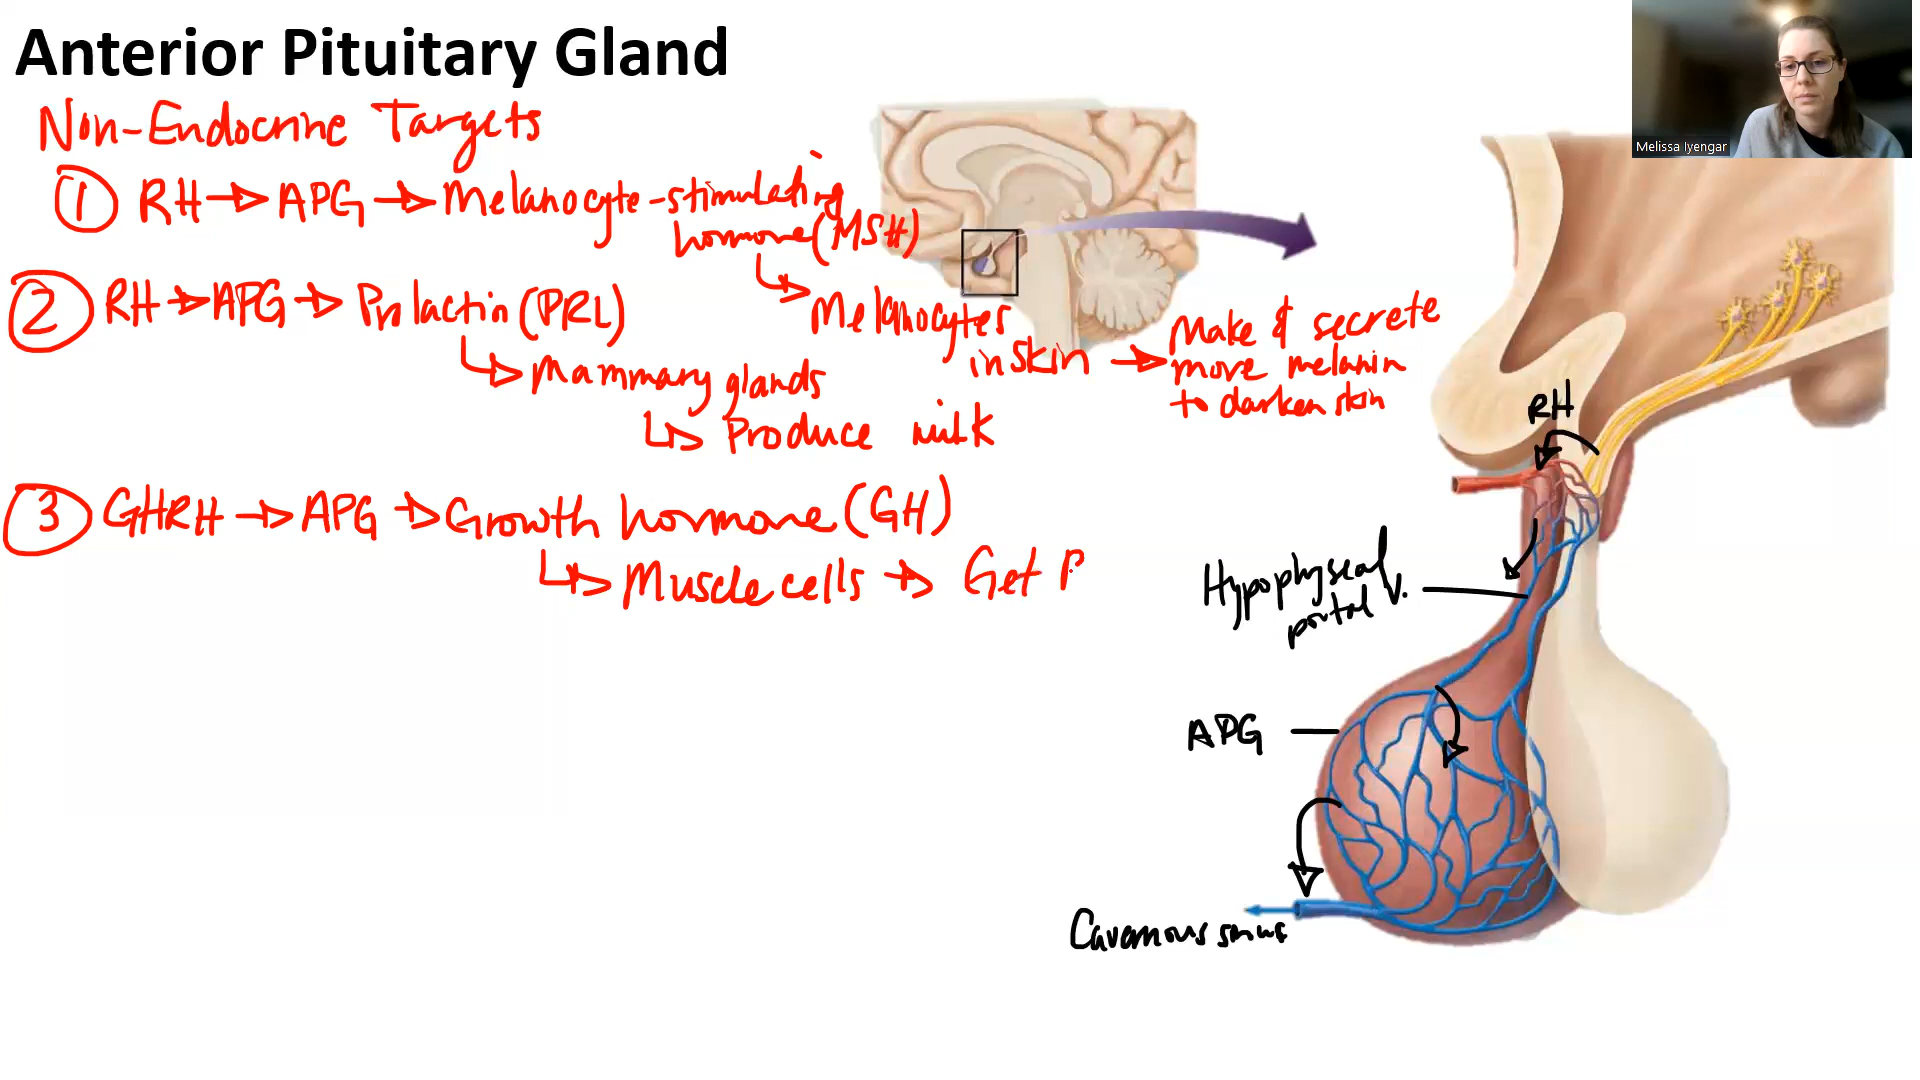 Anterior Pituitary Gland
Melissa Iyengar
Non-Endocrine Targets
① RH → APG → Melanocyte-stimulating
hormone (MSH)
↳ Melanocytes
in skin → Make & secrete
more melanin
to darken skin
② RH → APG → Prolactin (PRL)
↳ Mammary glands
↳ Produce milk
③ GHRH → APG → Growth hormone (GH)
↳ Muscle cells → Get
RH
Hypophyseal
portal v.
APG
Cavernous sinus